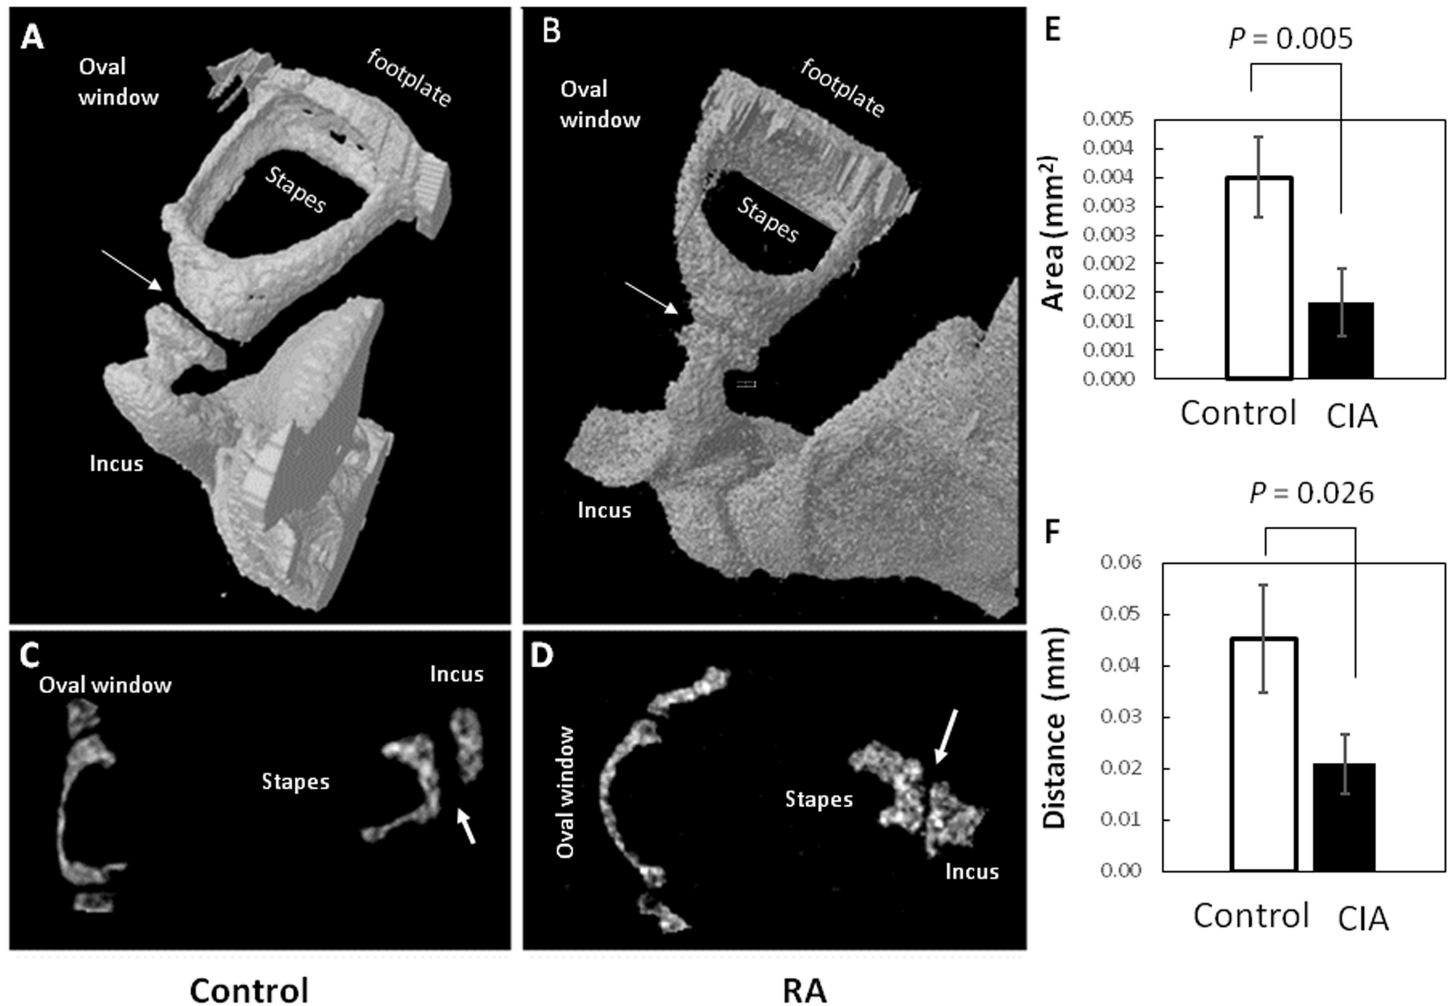 A
Oval
window
footplate
Stapes
Incus
B
Oval
window
footplate
Stapes
Incus
C
Oval window
Incus
Stapes
D
Oval window
Stapes
Incus
Control
RA
E
P = 0.005
Area (mm²)
0.005
0.004
0.004
0.003
0.003
0.002
0.002
0.001
0.001
0.000
Control
CIA
F
P = 0.026
Distance (mm)
0.06
0.05
0.04
0.03
0.02
0.01
0.00
Control
CIA